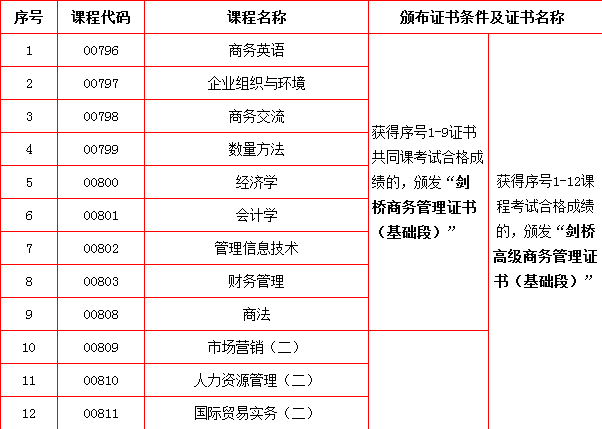 序号 课程代码 课程名称 颁布证书条件及证书名称
1 00796 商务英语
2 00797 企业组织与环境
3 00798 商务交流
4 00799 数量方法
5 00800 经济学
6 00801 会计学
7 00802 管理信息技术
8 00803 财务管理
9 00808 商法
10 00809 市场营销（二）
11 00810 人力资源管理（二）
12 00811 国际贸易实务（二）
获得序号1-9证书
共同课考试合格成
绩的，颁发“剑
桥商务管理证书
（基础段）”
获得序号1-12课
程考试合格成绩
的，颁发“剑桥
高级商务管理证
书（基础段）”